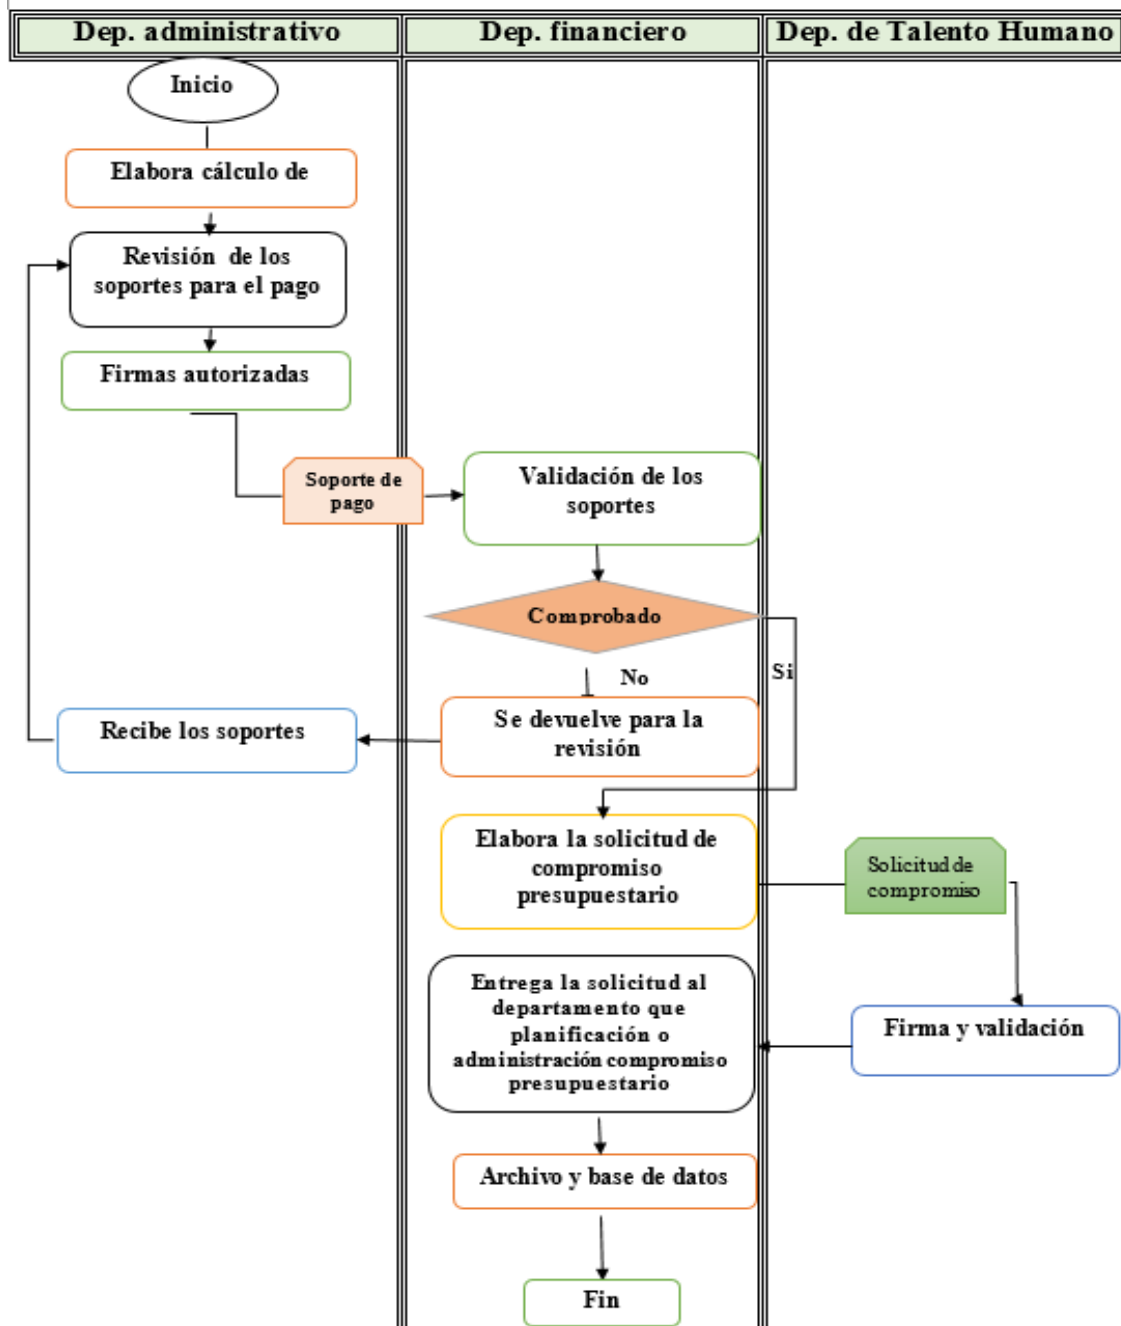 Dep. administrativo
Dep. financiero
Dep. de Talento Humano
Inicio
Elabora cálculo de
Revisión de los
soportes para el pago
Firmas autorizadas
Soporte de
pago
Validación de los
soportes
Comprobado
No
Si
Se devuelve para la
revisión
Recibe los soportes
Elabora la solicitud de
compromiso
presupuestario
Solicitud de
compromiso
Firma y validación
Entrega la solicitud al
departamento que
planificación o
administración compromiso
presupuestario
Archivo y base de datos
Fin